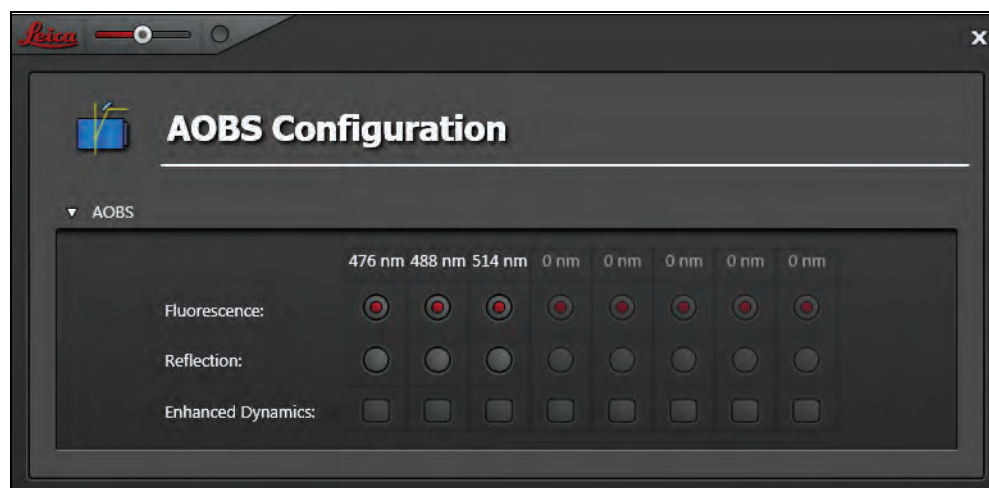 Leica
x
AOBS Configuration
AOBS
476 nm 488 nm 514 nm 0 nm 0 nm 0 nm 0 nm 0 nm
Fluorescence:
Reflection:
Enhanced Dynamics: